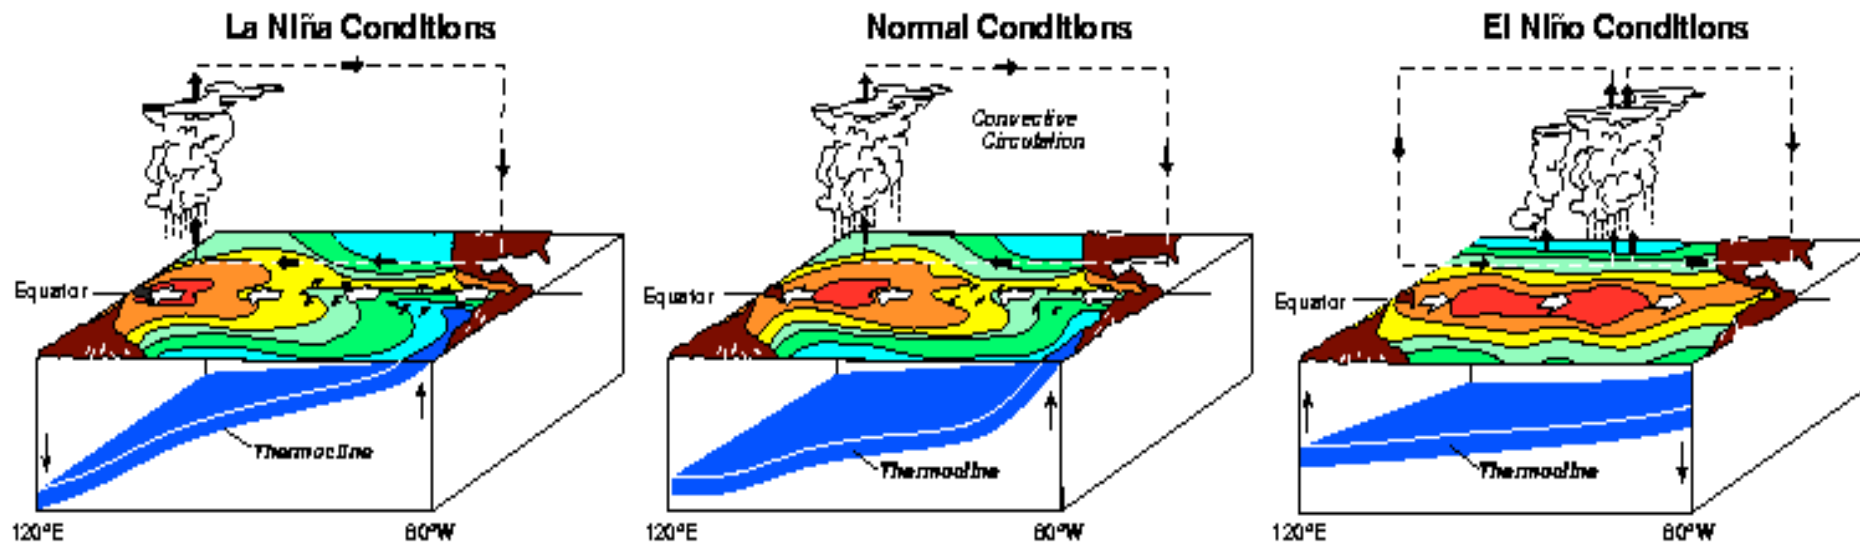 La Niña Conditions
Normal Conditions
El Niño Conditions
Convective
Circulation
Equator
Equator
Equator
Thermocline
Thermocline
Thermocline
120°E
80°W
120°E
80°W
120°E
80°W